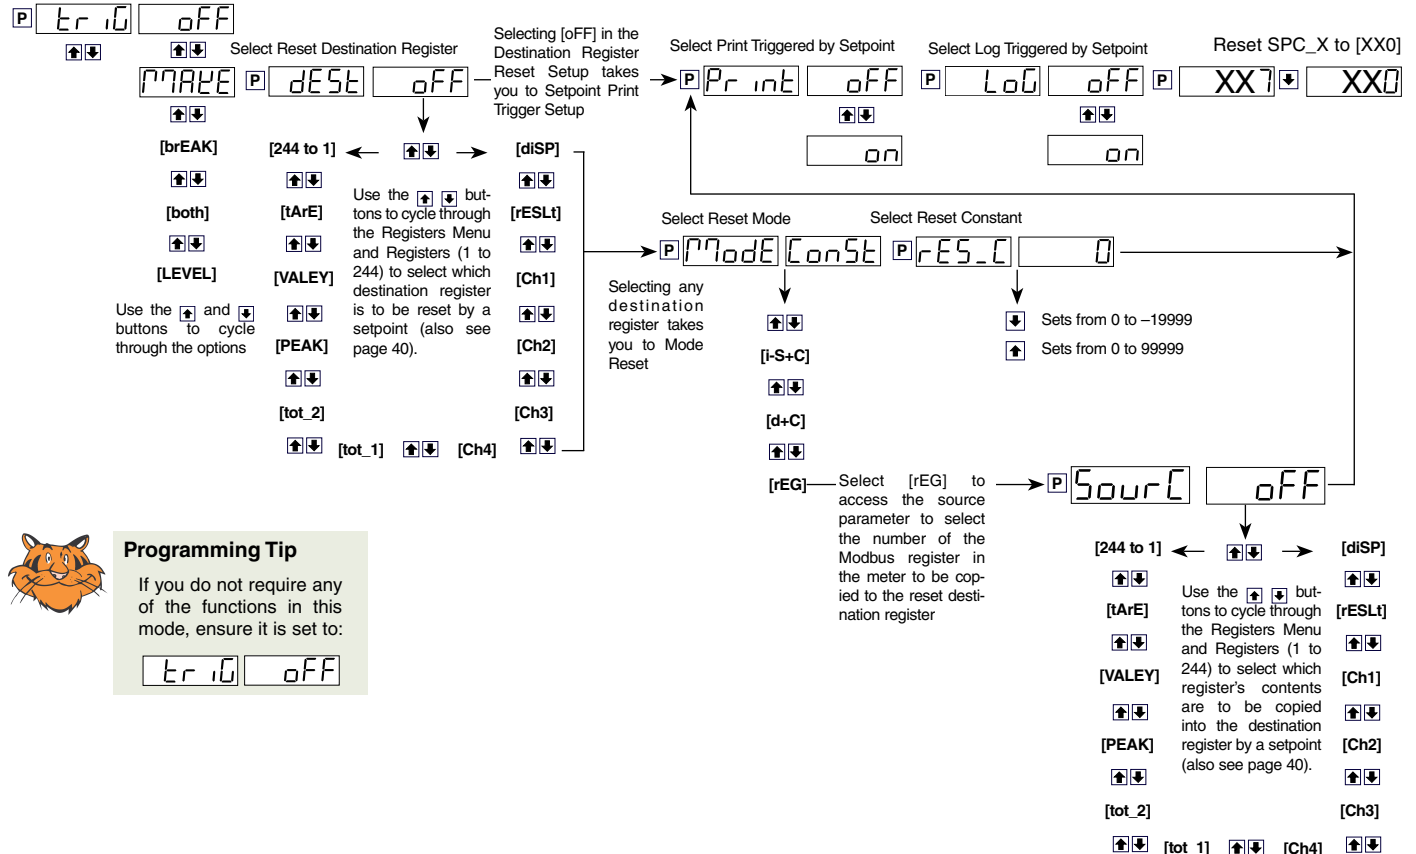 P triG oFF
Select Reset Destination Register
MAKE P dESt oFF
[brEAK]
[both]
[LEVEL]
Use the and
buttons to cycle
through the options
Selecting [oFF] in the
Destination Register
Reset Setup takes
you to Setpoint Print
Trigger Setup
Select Print Triggered by Setpoint
P Print oFF
on
Select Log Triggered by Setpoint
P LoG oFF
on
Reset SPC_X to [XX0]
P XX7 XX0
[244 to 1]
[tArE]
[VALEY]
[PEAK]
[tot_2]
[tot_1]
[Ch4]
Use the but-
tons to cycle through
the Registers Menu
and Registers (1 to
244) to select which
destination register
is to be reset by a
setpoint (also see
page 40).
[diSP]
[rESLt]
[Ch1]
[Ch2]
[Ch3]
Select Reset Mode
P ModE ConSt
Selecting any
destination
register takes
you to Mode
Reset
[i-S+C]
[d+C]
[rEG]
Select Reset Constant
P rES_C 0
Sets from 0 to –19999
Sets from 0 to 99999
Select [rEG] to
access the source
parameter to select
the number of the
Modbus register in
the meter to be cop-
ied to the reset desti-
nation register
P SourC oFF
[244 to 1]
[tArE]
[VALEY]
[PEAK]
[tot_2]
[tot_1]
[Ch4]
Use the but-
tons to cycle through
the Registers Menu
and Registers (1 to
244) to select which
register's contents
are to be copied
into the destination
register by a setpoint
(also see page 40).
[diSP]
[rESLt]
[Ch1]
[Ch2]
[Ch3]
Programming Tip
If you do not require any
of the functions in this
mode, ensure it is set to:
triG oFF